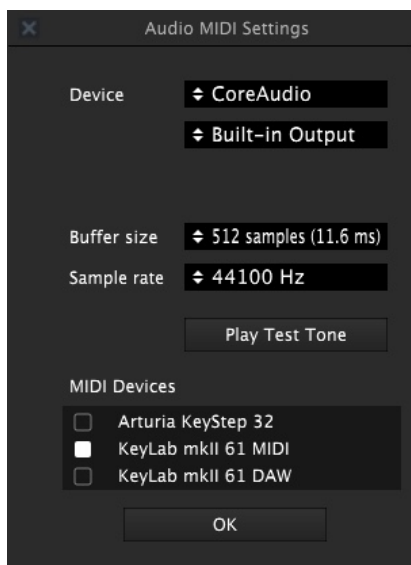 Audio MIDI Settings
Device
CoreAudio
Built-in Output
Buffer size
512 samples (11.6 ms)
Sample rate
44100 Hz
Play Test Tone
MIDI Devices
Arturia KeyStep 32
KeyLab mkII 61 MIDI
KeyLab mkII 61 DAW
OK